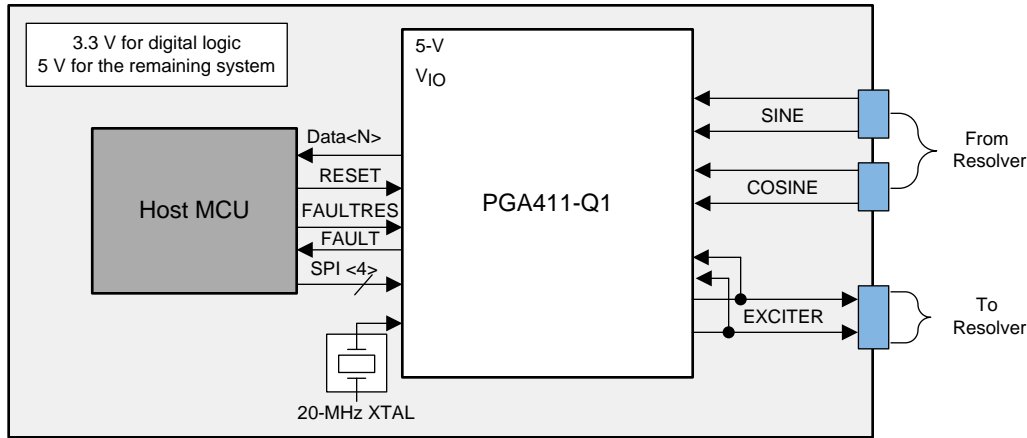 3.3 V for digital logic
5 V for the remaining system
5-V
VIO
Data<N>
RESET
FAULTRES
FAULT
SPI <4>
Host MCU
PGA411-Q1
20-MHz XTAL
SINE
COSINE
EXCITER
From
Resolver
To
Resolver